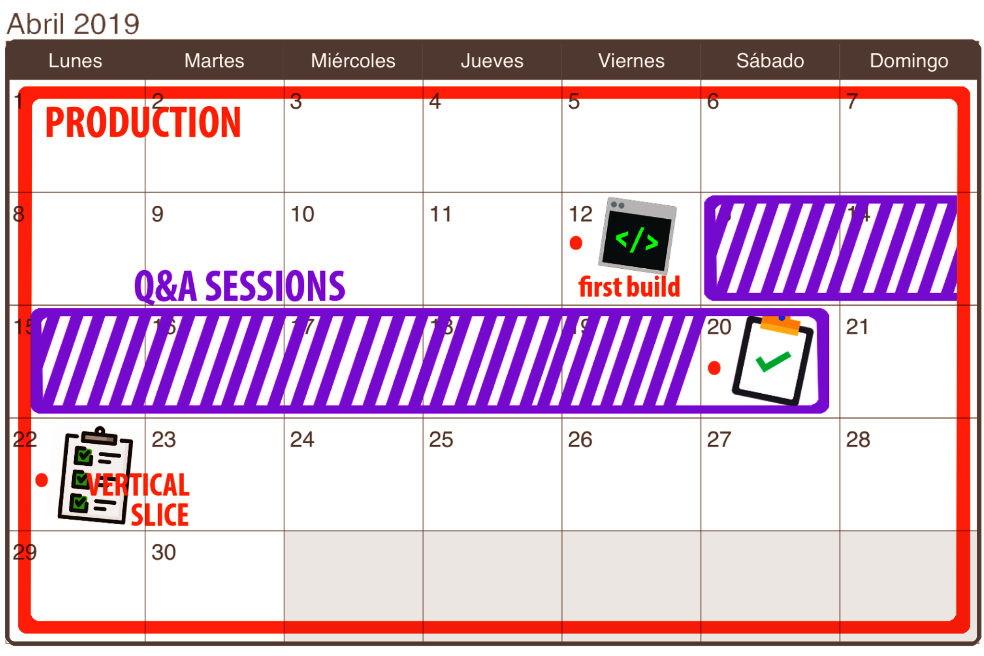 Abril 2019
Lunes Martes Miércoles Jueves Viernes Sábado Domingo
1 2 3 4 5 6 7
PRODUCTION
8 9 10 11 12 13 14
</>
Q&A SESSIONS
first build
15 16 17 18 19 20 21
22 23 24 25 26 27 28
VERTICAL
SLICE
29 30